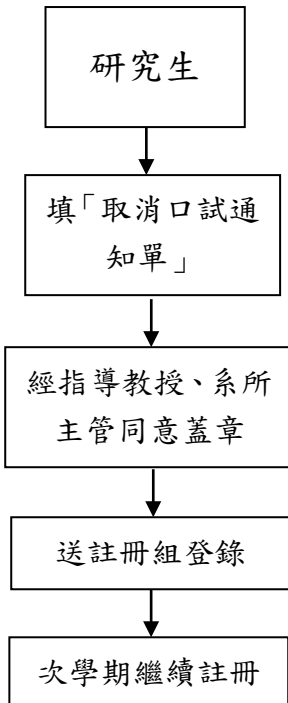 研究生
填「取消口試通
知單」
經指導教授、系所
主管同意蓋章
送註冊組登錄
次學期繼續註冊